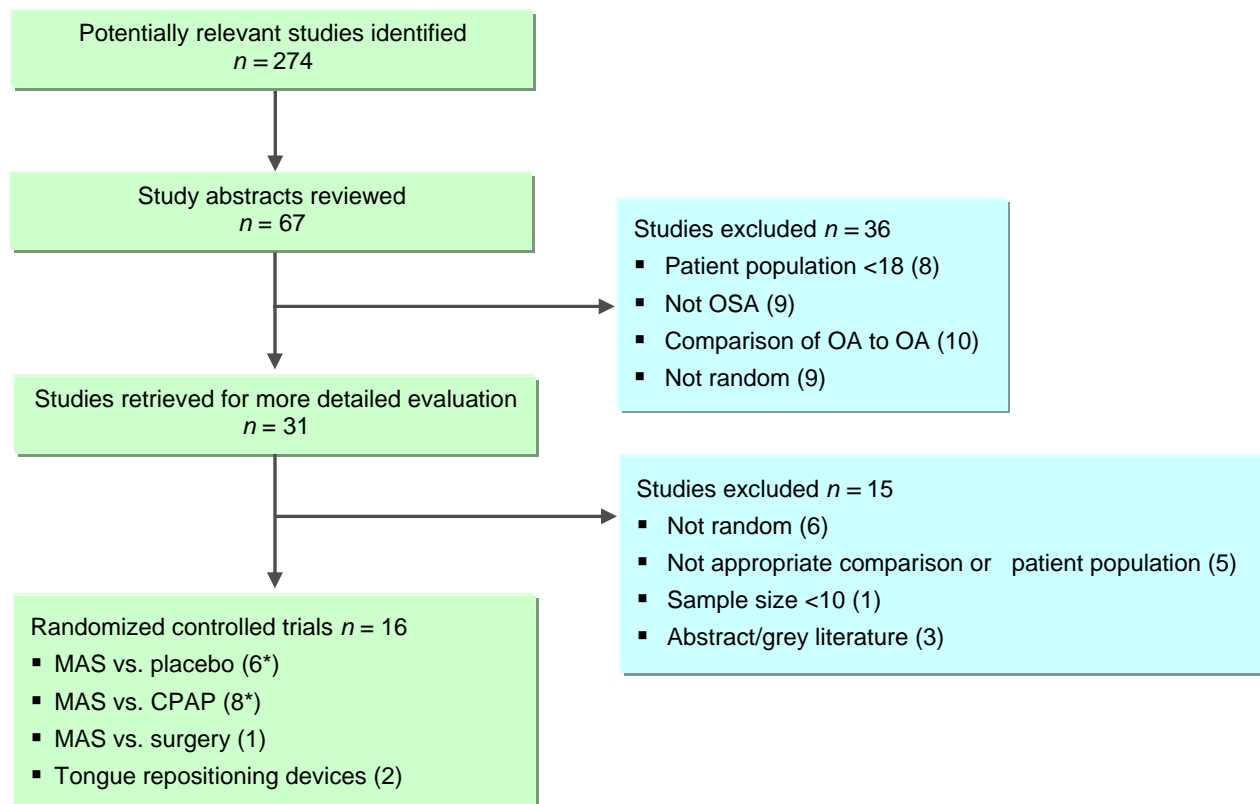 Potentially relevant studies identified
n = 274
Study abstracts reviewed
n = 67
Studies excluded n = 36
▪ Patient population <18 (8)
▪ Not OSA (9)
▪ Comparison of OA to OA (10)
▪ Not random (9)
Studies retrieved for more detailed evaluation
n = 31
Studies excluded n = 15
▪ Not random (6)
▪ Not appropriate comparison or patient population (5)
▪ Sample size <10 (1)
▪ Abstract/grey literature (3)
Randomized controlled trials n = 16
▪ MAS vs. placebo (6*)
▪ MAS vs. CPAP (8*)
▪ MAS vs. surgery (1)
▪ Tongue repositioning devices (2)